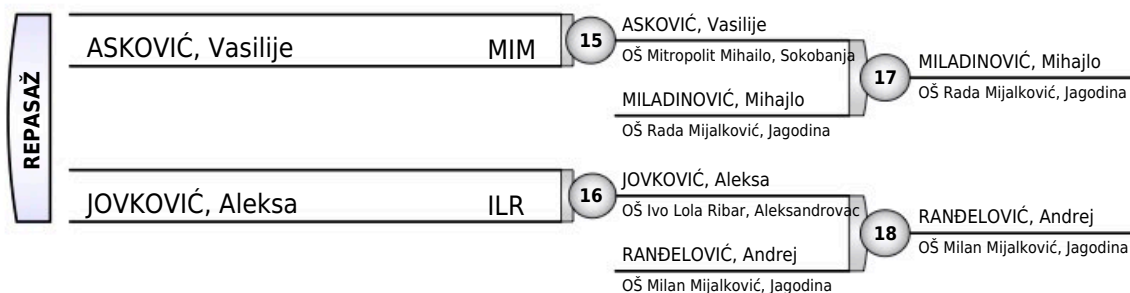 REPASAŽ
ASKOVIĆ, Vasilije MIM
15
ASKOVIĆ, Vasilije
OŠ Mitropolit Mihailo, Sokobanja
MILADINOVIĆ, Mihajlo
OŠ Rada Mijalković, Jagodina
17
MILADINOVIĆ, Mihajlo
OŠ Rada Mijalković, Jagodina
JOVKOVIĆ, Aleksa ILR
16
JOVKOVIĆ, Aleksa
OŠ Ivo Lola Ribar, Aleksandrovac
RANĐELOVIĆ, Andrej
OŠ Milan Mijalković, Jagodina
18
RANĐELOVIĆ, Andrej
OŠ Milan Mijalković, Jagodina